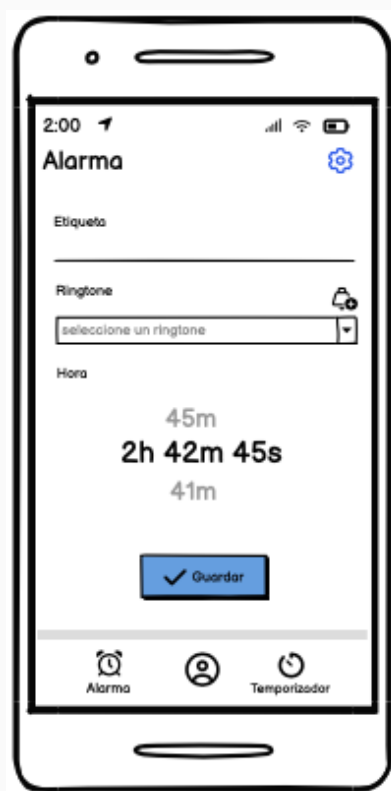 2:00
Alarma
Etiqueta
Ringtone
seleccione un ringtone
Hora
45m
2h 42m 45s
41m
Guardar
Alarma
Temporizador